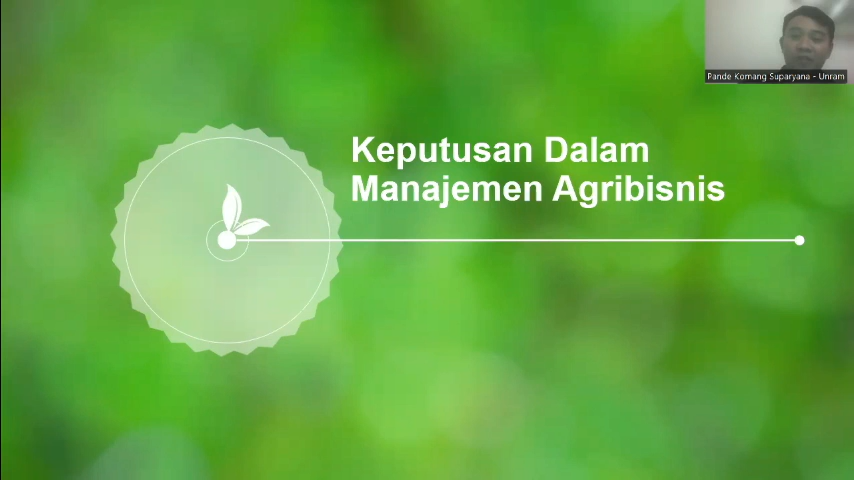 Pande Komang Suparyana - Unram
Keputusan Dalam
Manajemen Agribisnis